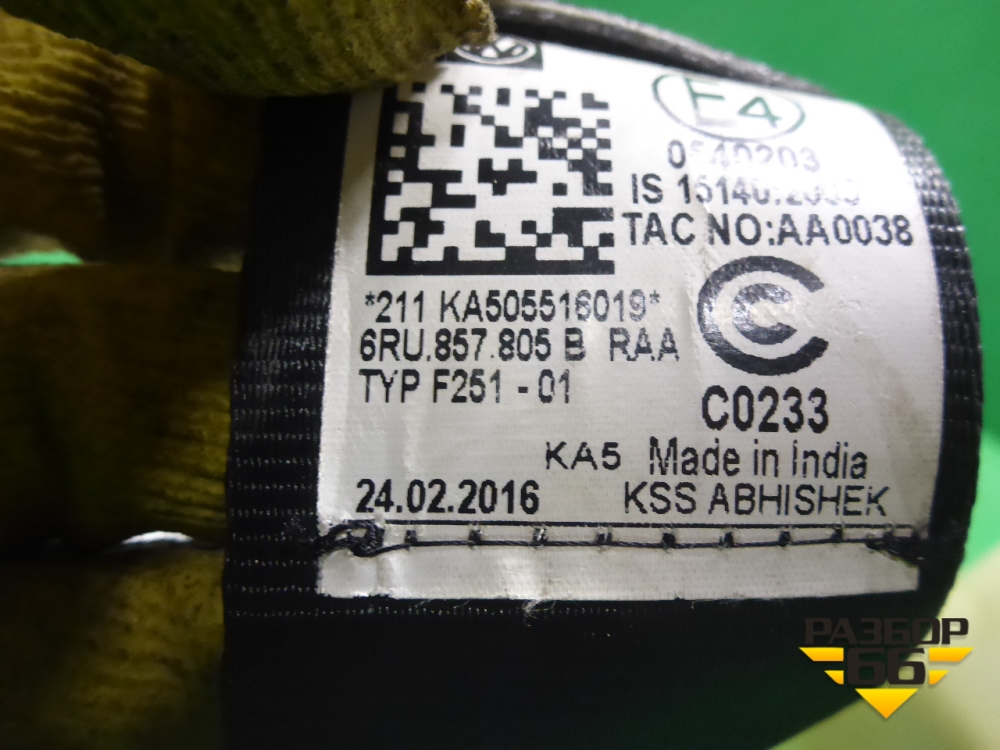 E4
IS 15140:
TAC NO:AA0038
*211 KA505516019*
6RU.857.805 B RAA
TYP F251 - 01
C0233
KA5 Made in India
24.02.2016 KSS ABHISHEK
РАЗБОР
66